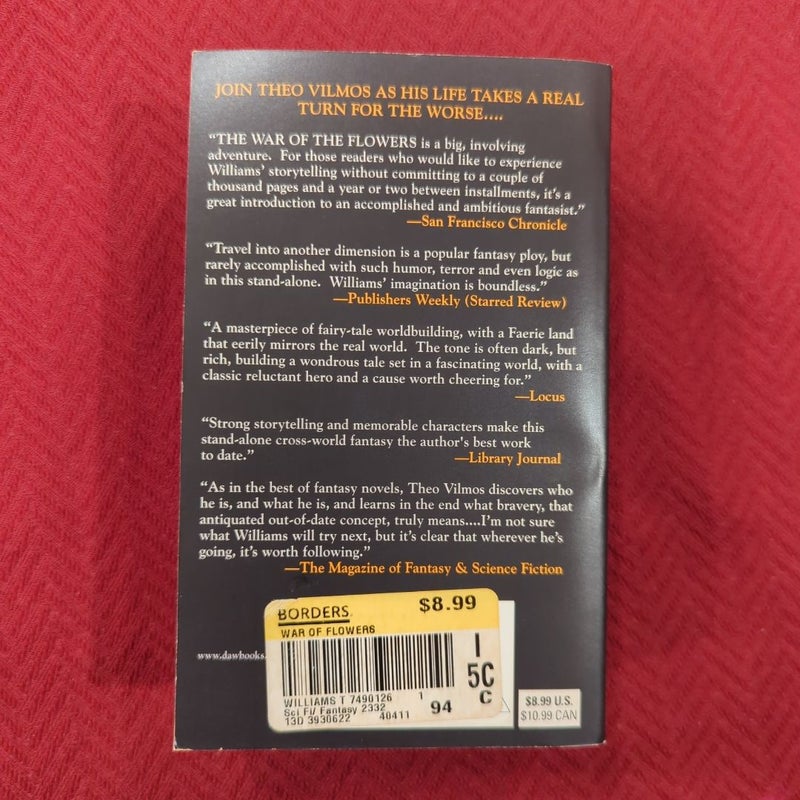 JOIN THEO VILMOS AS HIS LIFE TAKES A REAL
TURN FOR THE WORSE....
“THE WAR OF THE FLOWERS is a big, involving
adventure. For those readers who would like to experience
Williams’ storytelling without committing to a couple of
thousand pages and a year or two between installments, it’s a
great introduction to an accomplished and ambitious fantasist.”
—San Francisco Chronicle
“Travel into another dimension is a popular fantasy ploy, but
rarely accomplished with such humor, terror and even logic as
in this stand-alone. Williams’ imagination is boundless.”
—Publishers Weekly (Starred Review)
“A masterpiece of fairy-tale worldbuilding, with a Faerie land
that eerily mirrors the real world. The tone is often dark, but
rich, building a wondrous tale set in a fascinating world, with a
classic reluctant hero and a cause worth cheering for.”
—Locus
“Strong storytelling and memorable characters make this
stand-alone cross-world fantasy the author's best work
to date.” —Library Journal
“As in the best of fantasy novels, Theo Vilmos discovers who
he is, and what he is, and learns in the end what bravery, that
antiquated out-of-date concept, truly means....I’m not sure
what Williams will try next, but it’s clear that wherever he’s
going, it’s worth following.”
—The Magazine of Fantasy & Science Fiction
BORDERS. $8.99
WAR OF FLOWERS
www.dawbooks.
I
5C
C
WILLIAMS T 7490126 1
Sci Fi/ Fantasy 2332 94
13D 3930622 40411
$8.99 U.S.
$10.99 CAN